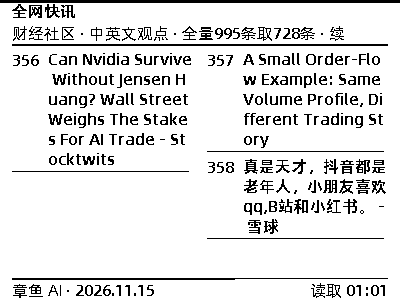 全网快讯
财经社区 · 中英文观点 · 全量995条取728条 · 续
356 Can Nvidia Survive
Without Jensen H
uang? Wall Street
Weighs The Stake
s For AI Trade - St
ocktwits
357 A Small Order-Flo
w Example: Same
Volume Profile, Di
fferent Trading St
ory
358 真是天才，抖音都是
老年人，小朋友喜欢
qq,B站和小红书。 -
雪球
章鱼 AI · 2026.11.15
读取 01:01